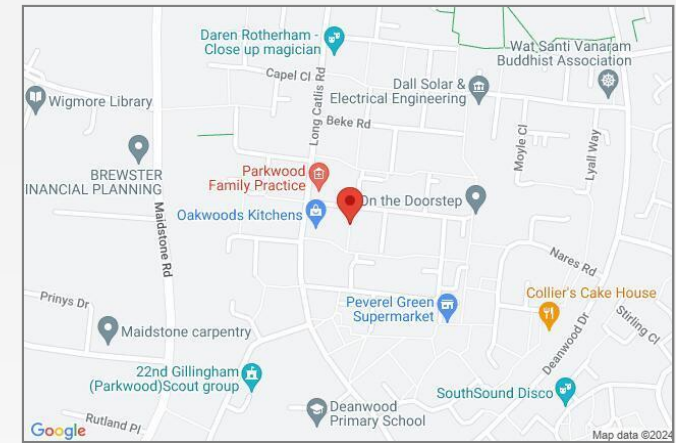 Daren Rotherham -
Close up magician
Wat Santi Vanaram
Buddhist Association
Capel Cl
Long Catlis Rd
Dall Solar &
Electrical Engineering
Wigmore Library
Beke Rd
Moyle Cl
Lyall Way
BREWSTER
INANCIAL PLANNING
Parkwood
Family Practice
On the Doorstep
Oakwoods Kitchens
Maidstone Rd
Nares Rd
Prinys Dr
Peverel Green
Supermarket
Collier's Cake House
Stirling Cl
Maidstone carpentry
Deanwood Dr
22nd Gillingham
(Parkwood)Scout group
SouthSound Disco
Deanwood
Primary School
Rutland Pl
Google
Map data ©2024